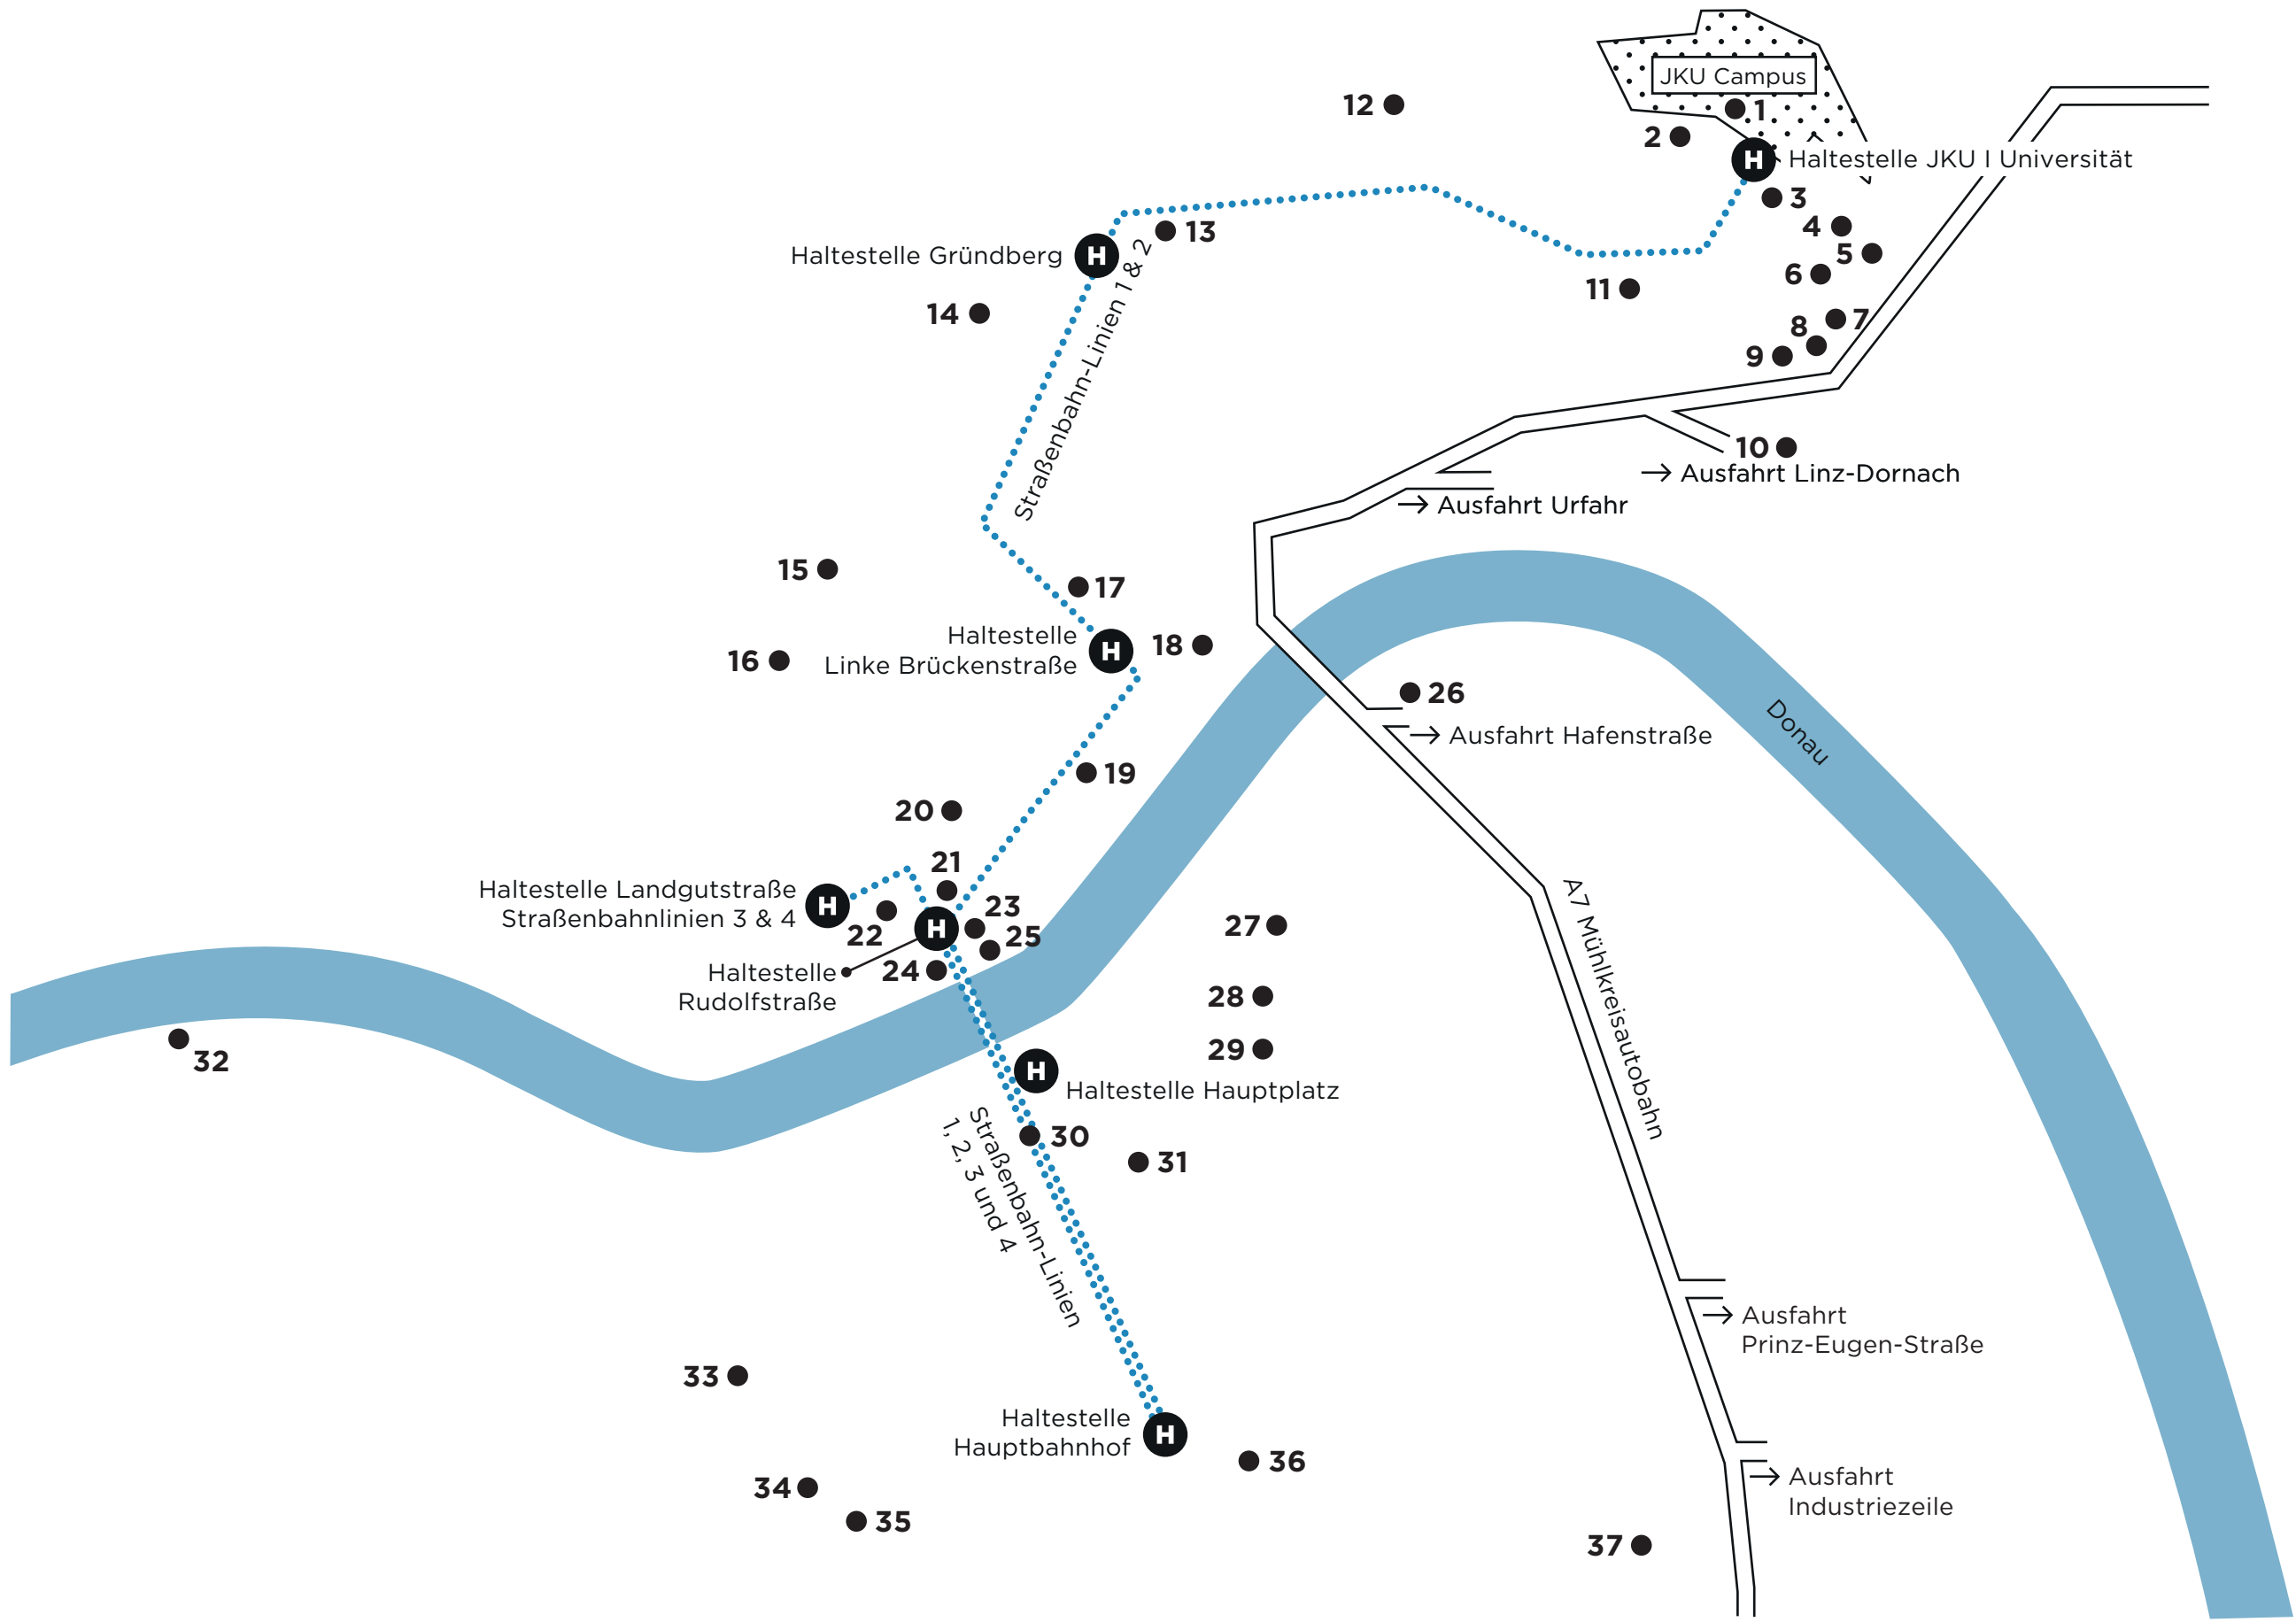 JKU Campus
12
1
2
H
Haltestelle JKU I Universität
3
13
4
Haltestelle Gründberg
H
5
6
11
14
Straßenbahn-Linien 1 & 2
7
8
9
10
Ausfahrt Linz-Dornach
Ausfahrt Urfahr
15
17
Haltestelle
Linke Brückenstraße
H
18
16
26
Ausfahrt Hafenstraße
Donau
19
20
21
Haltestelle Landgutstraße
Straßenbahnlinien 3 & 4
H
22
H
23
25
24
Haltestelle
Rudolfstraße
27
A7 Mühlkreisautobahn
28
29
32
H
Haltestelle Hauptplatz
30
31
Straßenbahn-Linien
1, 2, 3 und 4
Ausfahrt
Prinz-Eugen-Straße
33
Haltestelle
Hauptbahnhof
H
36
34
35
Ausfahrt
Industriezeile
37